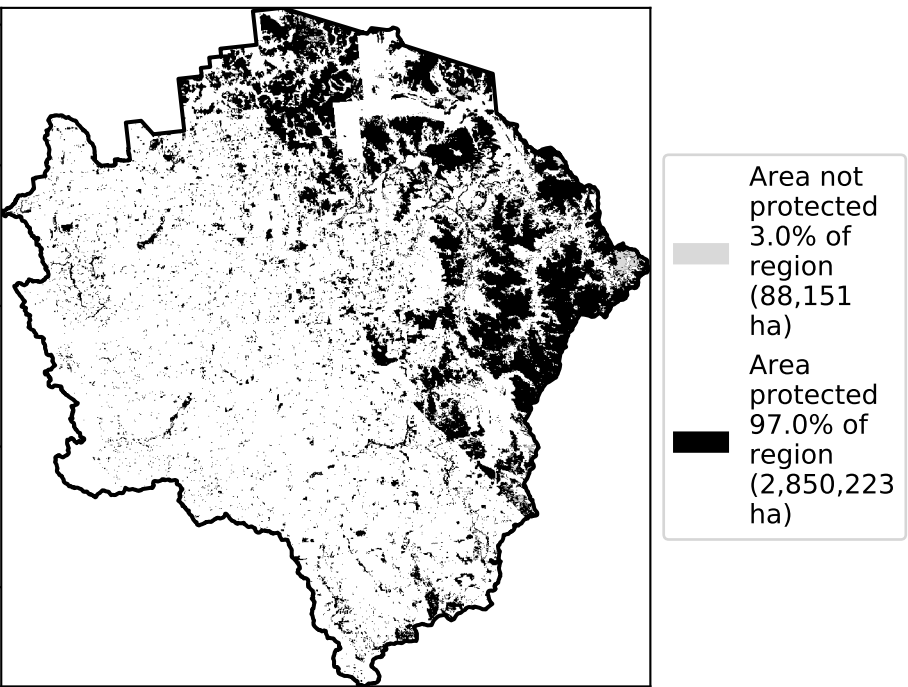 Area not
protected
3.0% of
region
(88,151
ha)
Area
protected
97.0% of
region
(2,850,223
ha)